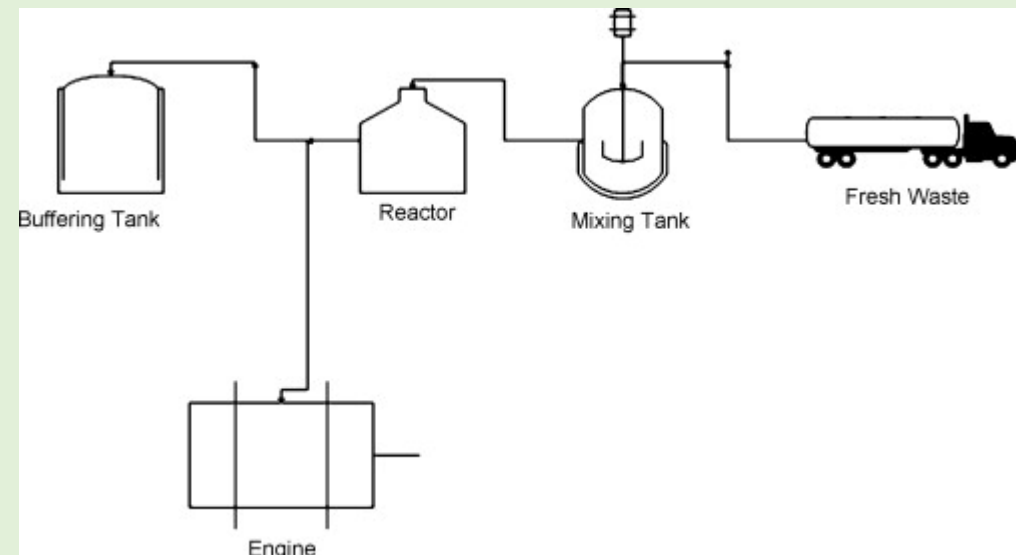 Buffering Tank
Reactor
Mixing Tank
Fresh Waste
Engine